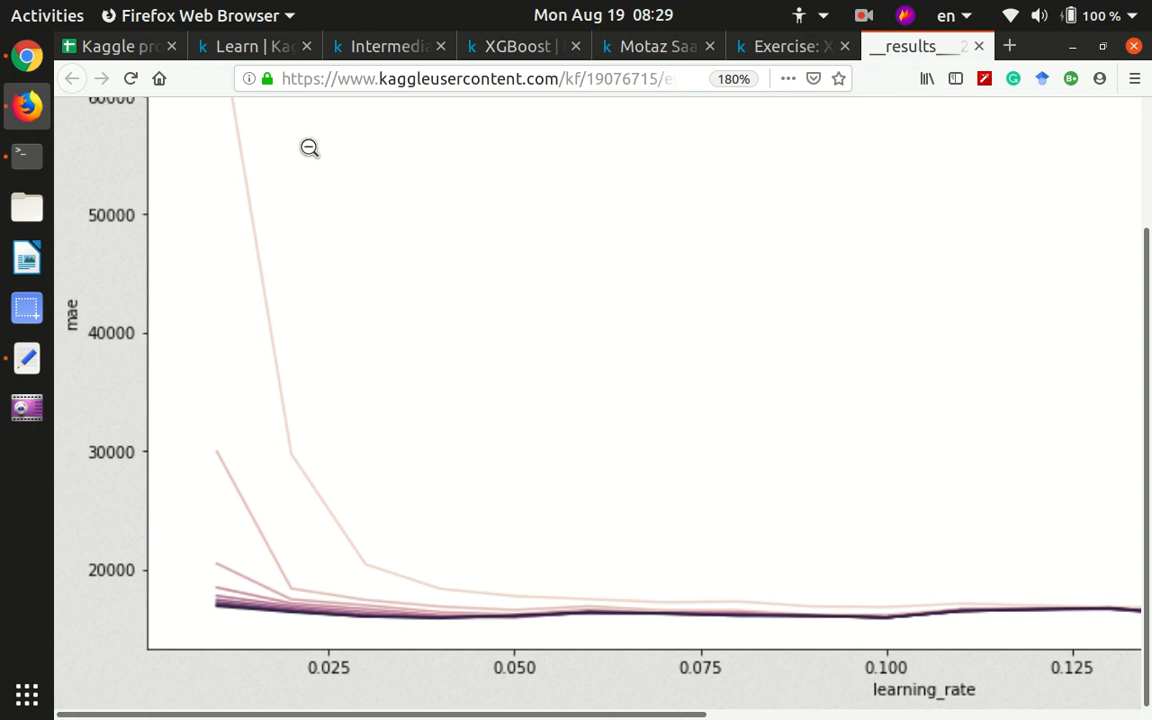 Activities Firefox Web Browser Mon Aug 19 08:29 en 100 %
Kaggle pr Learn | Ka Intermedi XGBoost | Motaz Saa Exercise: X __results__
https://www.kaggleusercontent.com/kf/19076715/e 180%
60000
50000
40000
30000
20000
mae
0.025 0.050 0.075 0.100 0.125
learning_rate